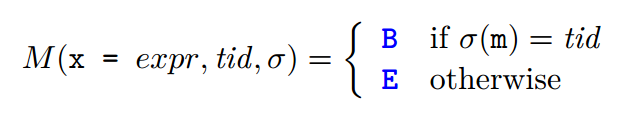 M(x = expr, tid, σ) = { B if σ(m) = tid
E otherwise